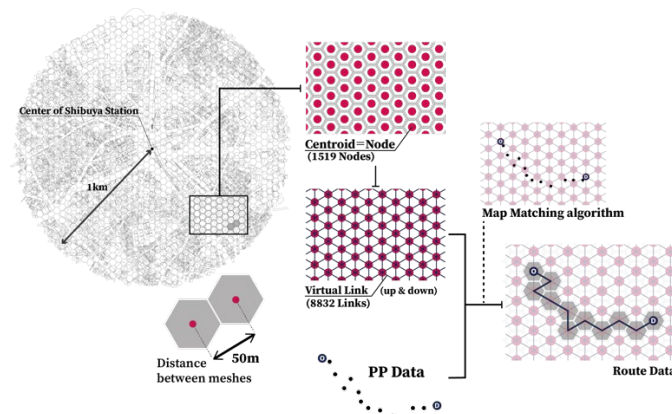 Center of Shibuya Station
1km
Distance
between meshes
50m
Centroid=Node
(1519 Nodes)
Virtual Link (up & down)
(8832 Links)
PP Data
O
D
Map Matching algorithm
O
D
Route Data
O
D